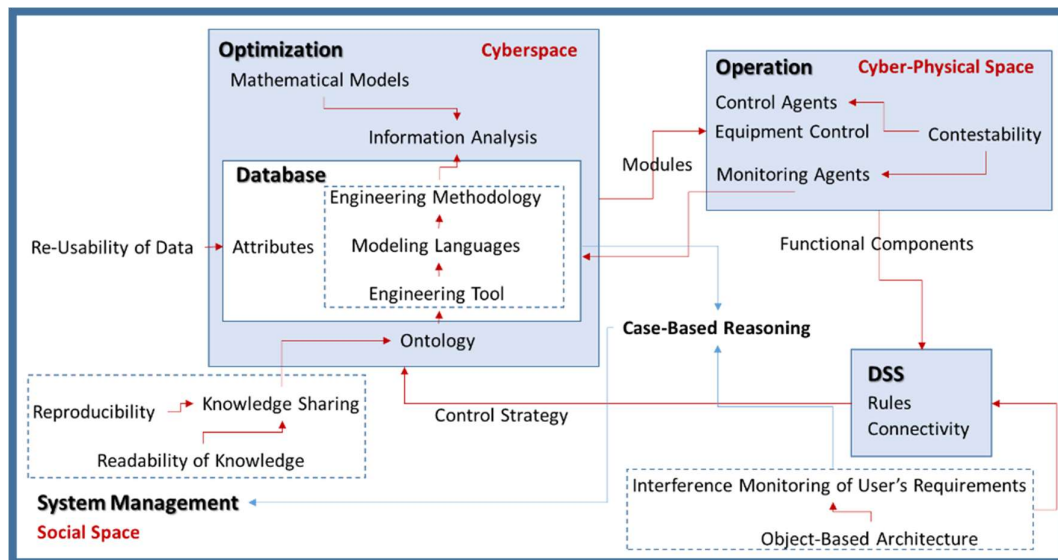 Optimization
Cyberspace
Mathematical Models
Information Analysis
Database
Engineering Methodology
Re-Usability of Data
Attributes
Modeling Languages
Engineering Tool
Ontology
Modules
Operation
Cyber-Physical Space
Control Agents
Equipment Control
Contestability
Monitoring Agents
Functional Components
Case-Based Reasoning
DSS
Rules
Connectivity
Control Strategy
Reproducibility
Knowledge Sharing
Readability of Knowledge
System Management
Social Space
Interference Monitoring of User's Requirements
Object-Based Architecture